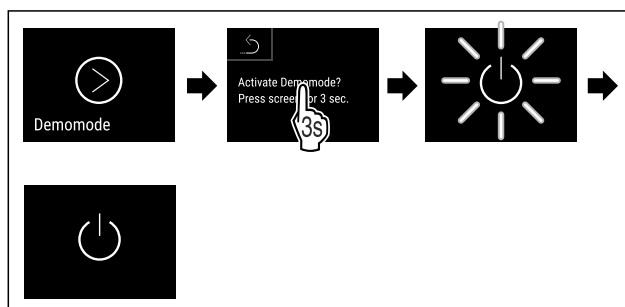 Demomode
Activate Demomode?
Press screen for 3 sec.
3s